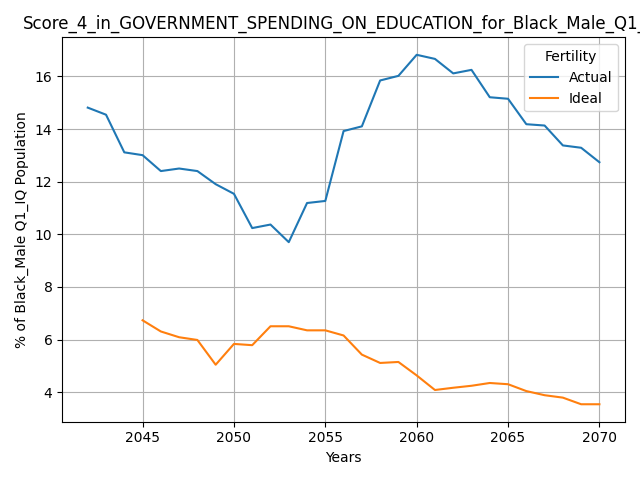 Score_4_in_GOVERNMENT_SPENDING_ON_EDUCATION_for_Black_Male_Q1_
Fertility
Actual
Ideal
% of Black_Male Q1_IQ Population
16
14
12
10
8
6
4
2045 2050 2055 2060 2065 2070
Years